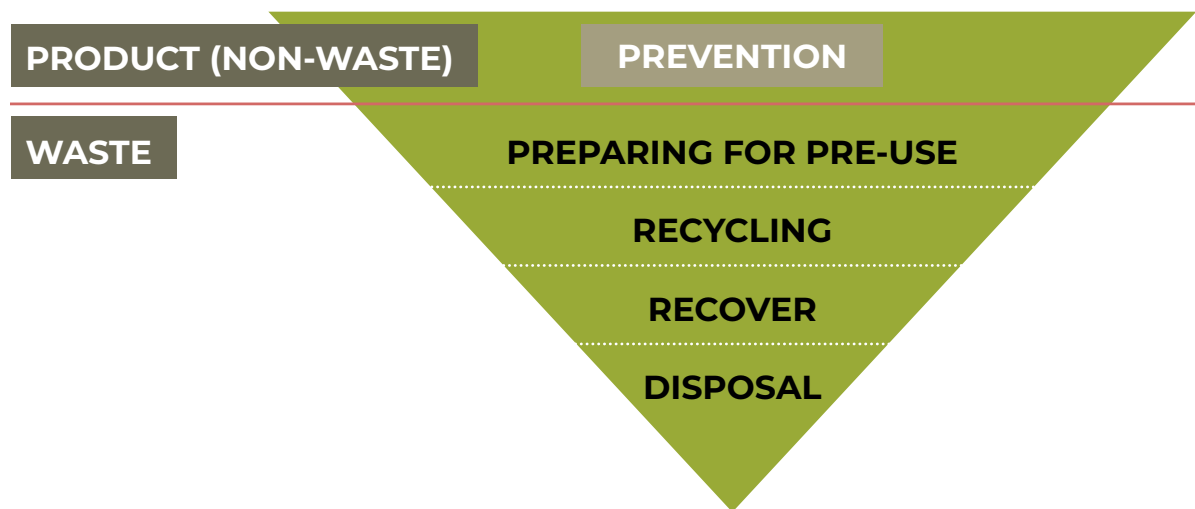 PRODUCT (NON-WASTE)
PREVENTION
WASTE
PREPARING FOR PRE-USE
RECYCLING
RECOVER
DISPOSAL